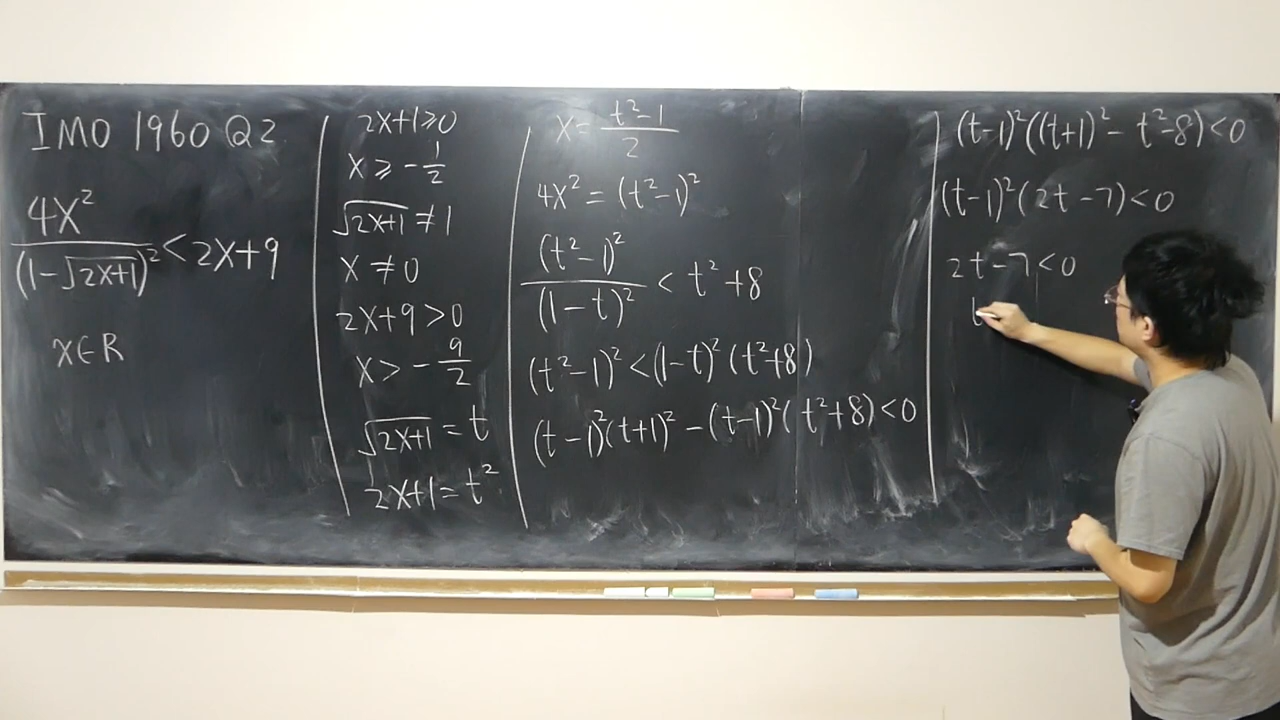 IMO 1960 Q2
4x²/(1-√(2x+1))² < 2x+9
x∈R
2x+1≥0
x ≥ -1/2
√(2x+1) ≠ 1
x ≠ 0
2x+9>0
x > -9/2
√(2x+1) = t
2x+1 = t²
x = (t²-1)/2
4x² = (t²-1)²
(t²-1)²/(1-t)² < t²+8
(t²-1)² < (1-t)²(t²+8)
(t-1)²(t+1)² - (t-1)²(t²+8) < 0
(t-1)²((t+1)² - t²-8) < 0
(t-1)²(2t-7) < 0
2t-7 < 0
t